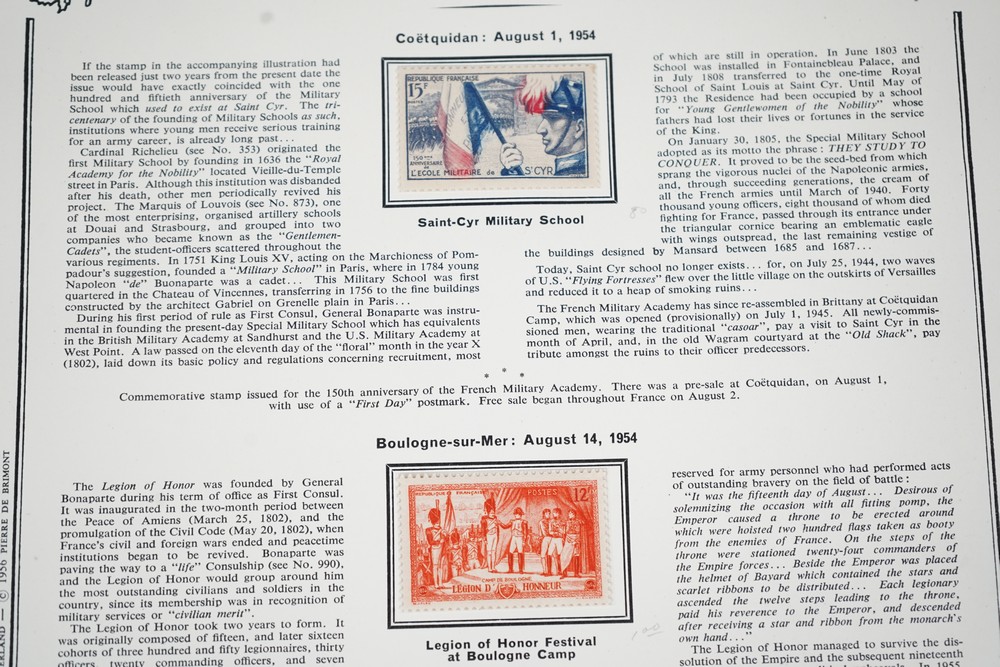 Coëtquidan: August 1, 1954
If the stamp in the accompanying illustration had
been released just two years from the present date the
issue would have exactly coincided with the one
hundred and fiftieth anniversary of the Military
School which used to exist at Saint Cyr. The tri-
centenary of the founding of Military Schools as such,
institutions where young men receive serious training
for an army career, is already long past...
Cardinal Richelieu (see No. 353) originated the
first Military School by founding in 1636 the "Royal
Academy for the Nobility" located Vieille-du-Temple
street in Paris. Although this institution was disbanded
after his death, other men periodically revived his
project. The Marquis of Louvois (see No. 873), one
of the most enterprising, organised artillery schools
at Douai and Strasbourg, and grouped into two
companies who became known as the "Gentlemen-
Cadets", the student-officers scattered throughout the
various regiments. In 1751 King Louis XV, acting on the Marchioness of Pom-
padour's suggestion, founded a "Military School" in Paris, where in 1784 young
Napoleon "de" Buonaparte was a cadet... This Military School was first
quartered in the Chateau of Vincennes, transferring in 1756 to the fine buildings
constructed by the architect Gabriel on Grenelle plain in Paris...
During his first period of rule as First Consul, General Bonaparte was instru-
mental in founding the present-day Special Military School which has equivalents
in the British Military Academy at Sandhurst and the U.S. Military Academy at
West Point. A law passed on the eleventh day of the "floral" month in the year X
(1802), laid down its basic policy and regulations concerning recruitment, most
REPUBLIQUE FRANÇAISE
15F
150ème
ANNIVERSAIRE
DE
L'ECOLE MILITAIRE de ST CYR
Saint-Cyr Military School
80
of which are still in operation. In June 1803 the
School was installed in Fontainebleau Palace, and
in July 1808 transferred to the one-time Royal
School of Saint Louis at Saint Cyr. Until May of
1793 the Residence had been occupied by a school
for "Young Gentlewomen of the Nobility" whose
fathers had lost their lives or fortunes in the service
of the King.
On January 30, 1805, the Special Military School
adopted as its motto the phrase : THEY STUDY TO
CONQUER. It proved to be the seed-bed from which
sprang the vigorous nuclei of the Napoleonic armies,
and, through succeeding generations, the cream of
all the French armies until March of 1940. Forty
thousand young officers, eight thousand of whom died
fighting for France, passed through its entrance under
the triangular cornice bearing an emblematic eagle
with wings outspread, the last remaining vestige of
the buildings designed by Mansard between 1685 and 1687...
Today, Saint Cyr school no longer exists... for, on July 25, 1944, two waves
of U.S. "Flying Fortresses" flew over the little village on the outskirts of Versailles
and reduced it to a heap of smoking ruins...
The French Military Academy has since re-assembled in Brittany at Coëtquidan
Camp, which was opened (provisionally) on July 1, 1945. All newly-commis-
sioned men, wearing the traditional "casoar", pay a visit to Saint Cyr in the
month of April, and, in the old Wagram courtyard at the "Old Shack", pay
tribute amongst the ruins to their officer predecessors.
* * *
Commemorative stamp issued for the 150th anniversary of the French Military Academy. There was a pre-sale at Coëtquidan, on August 1,
with use of a "First Day" postmark. Free sale began throughout France on August 2.
Boulogne-sur-Mer: August 14, 1954
The Legion of Honor was founded by General
Bonaparte during his term of office as First Consul.
It was inaugurated in the two-month period between
the Peace of Amiens (March 25, 1802), and the
promulgation of the Civil Code (May 20, 1802), when
France's civil and foreign wars ended and peacetime
institutions began to be revived. Bonaparte was
paving the way to a "life" Consulship (see No. 990),
and the Legion of Honor would group around him
the most outstanding civilians and soldiers in the
country, since its membership was in recognition of
military services or "civilian merit".
The Legion of Honor took two years to form. It
was originally composed of fifteen, and later sixteen
cohorts of three hundred and fifty legionnaires, thirty
officers, twenty commanding officers, and seven
REPUBLIQUE FRANÇAISE
POSTES
12F
CAMP DE BOULOGNE
LEGION D' HONNEUR
Legion of Honor Festival
at Boulogne Camp
100
reserved for army personnel who had performed acts
of outstanding bravery on the field of battle :
"It was the fifteenth day of August... Desirous of
solemnizing the occasion with all fitting pomp, the
Emperor caused a throne to be erected around
which were hoisted two hundred flags taken as booty
from the enemies of France. On the steps of the
throne were stationed twenty-four commanders of
the Empire forces... Beside the Emperor was placed
the helmet of Bayard which contained the stars and
scarlet ribbons to be distributed... Each legionary
ascended the twelve steps leading to the throne,
paid his reverence to the Emperor, and descended
after receiving a star and ribbon from the monarch's
own hand..."
The Legion of Honor managed to survive the dis-
solution of the Empire and the subsequent nineteenth
ERLAND — © 1956 PIERRE DE BRIMONT